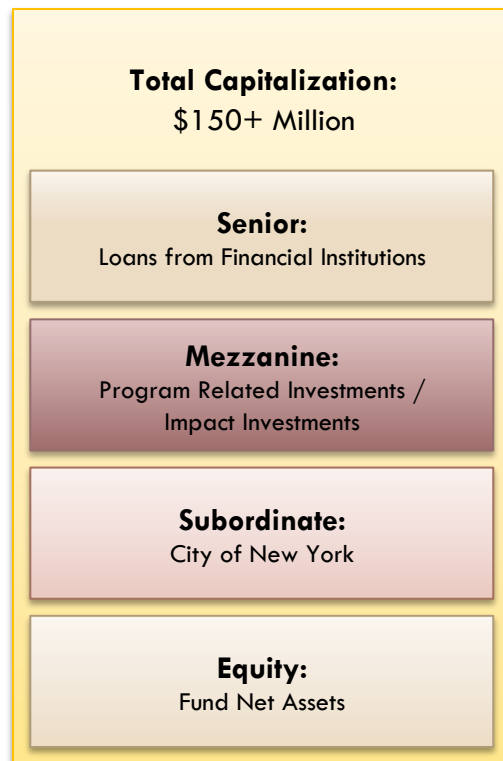 Total Capitalization:
$150+ Million
Senior:
Loans from Financial Institutions
Mezzanine:
Program Related Investments /
Impact Investments
Subordinate:
City of New York
Equity:
Fund Net Assets